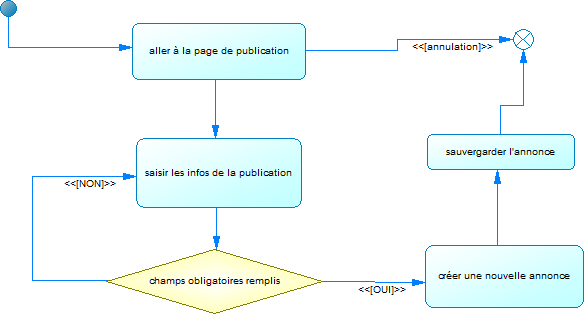 aller à la page de publication
<<[annulation]>>
saisir les infos de la publication
sauvergarder l'annonce
<<[NON]>>
champs obligatoires remplis
<<[OUI]>>
créer une nouvelle annonce